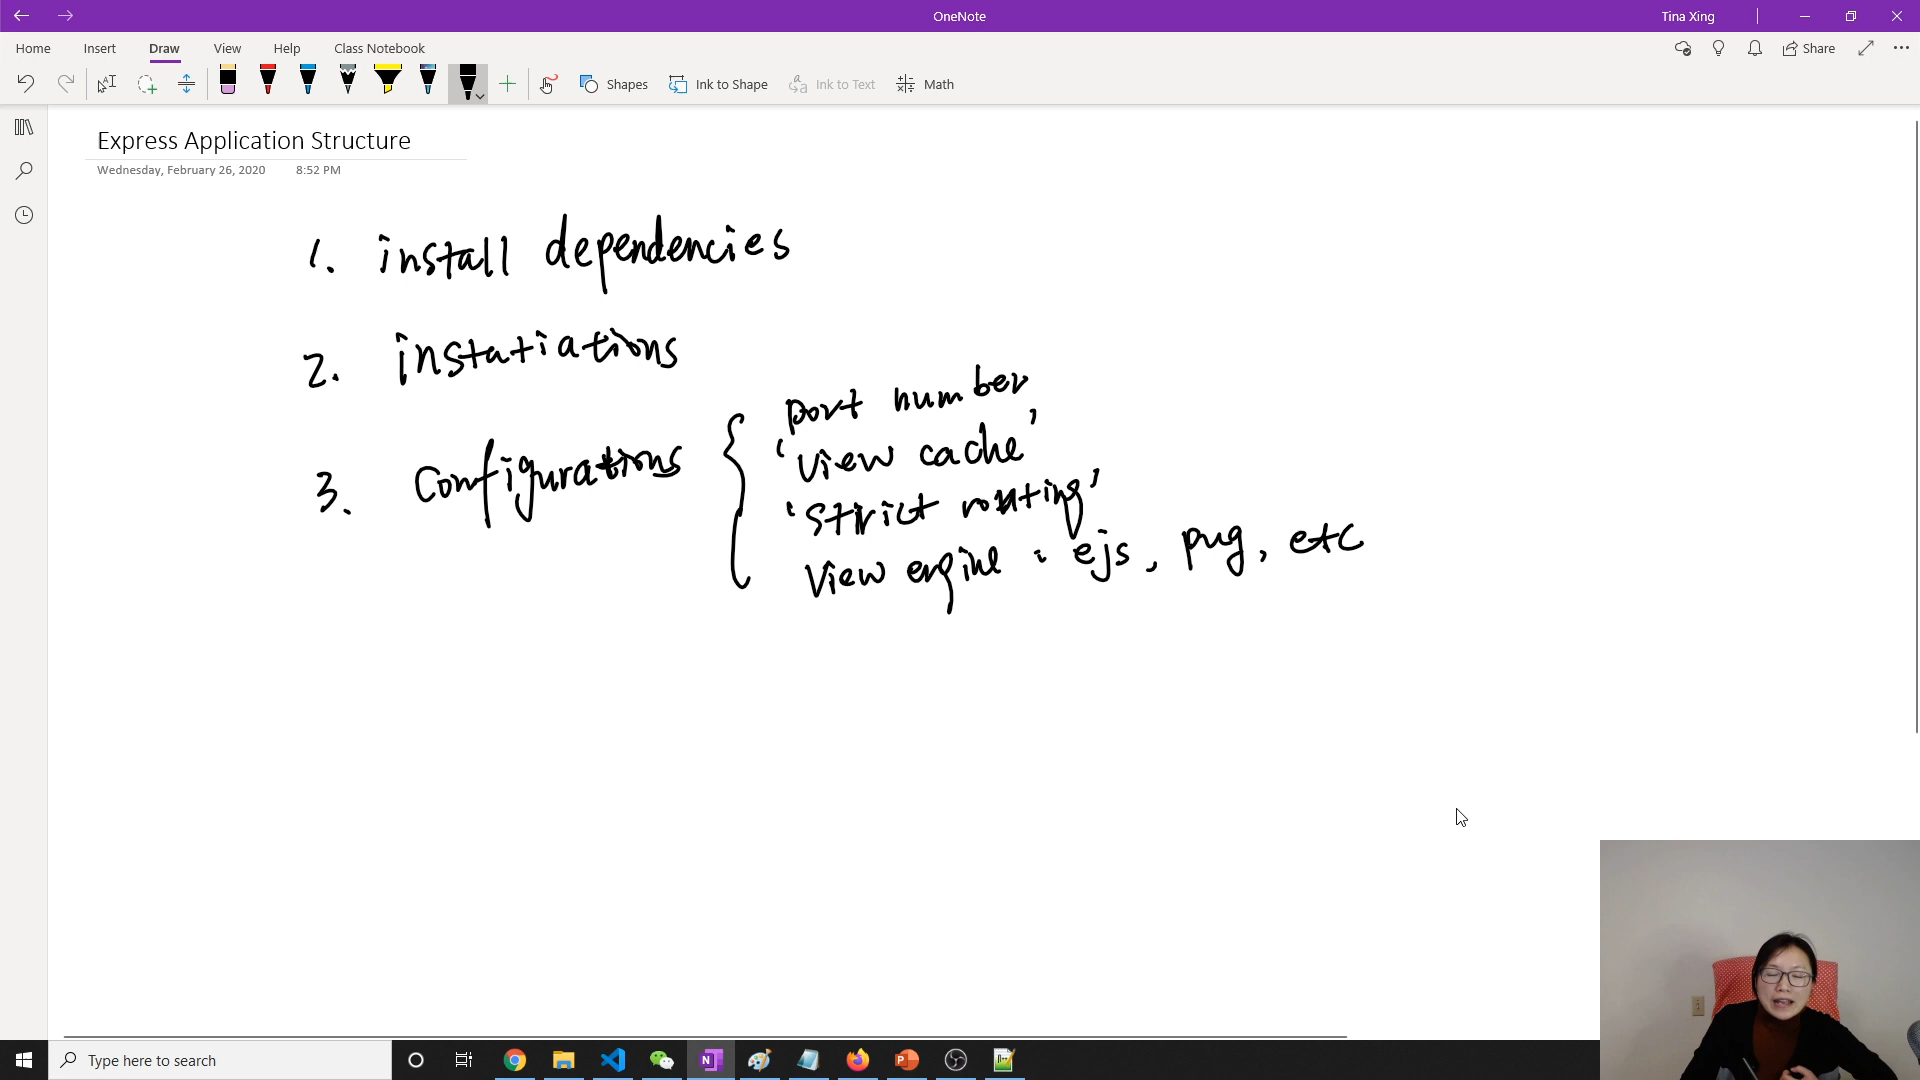 OneNote
Tina Xing
Home Insert Draw View Help Class Notebook
Share
Shapes Ink to Shape Ink to Text Math
Express Application Structure
Wednesday, February 26, 2020 8:52 PM
1. install dependencies
2. instatiations
3. Configurations
port number
'view cache'
'strict routing'
View engine : ejs, pug, etc
Type here to search